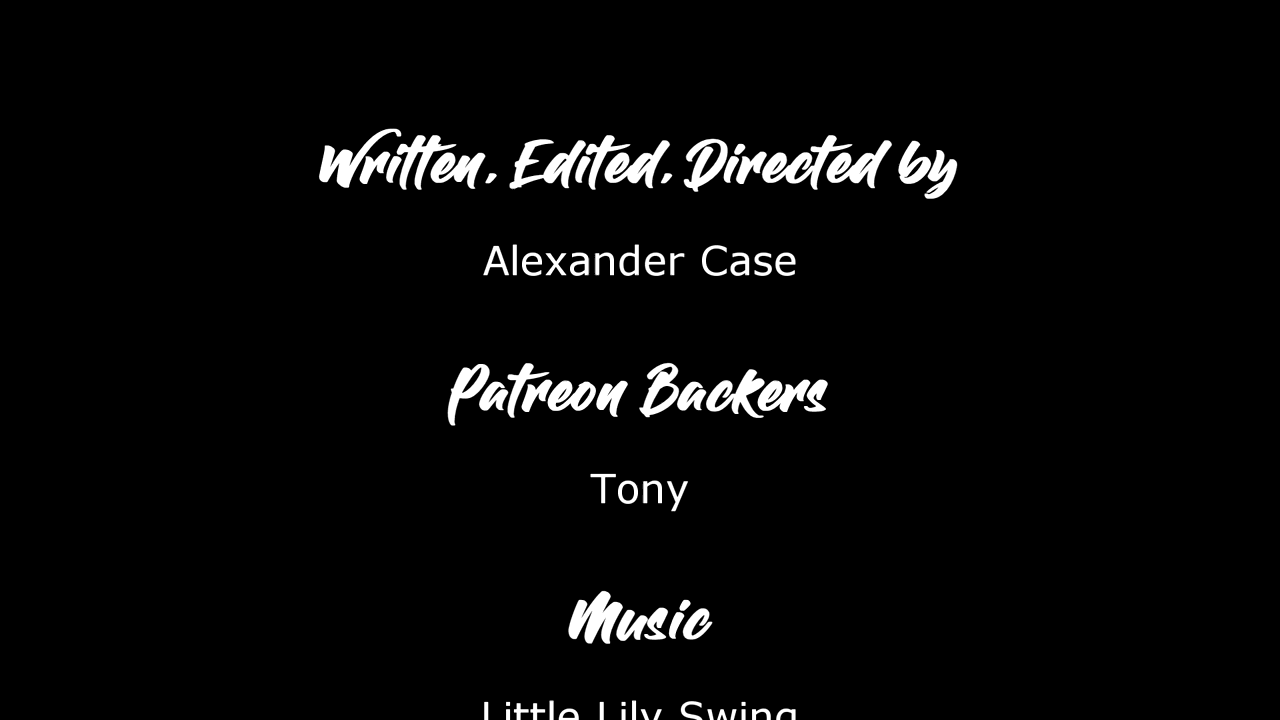 Written, Edited, Directed by
Alexander Case
Patreon Backers
Tony
Music
Little Lily Swing